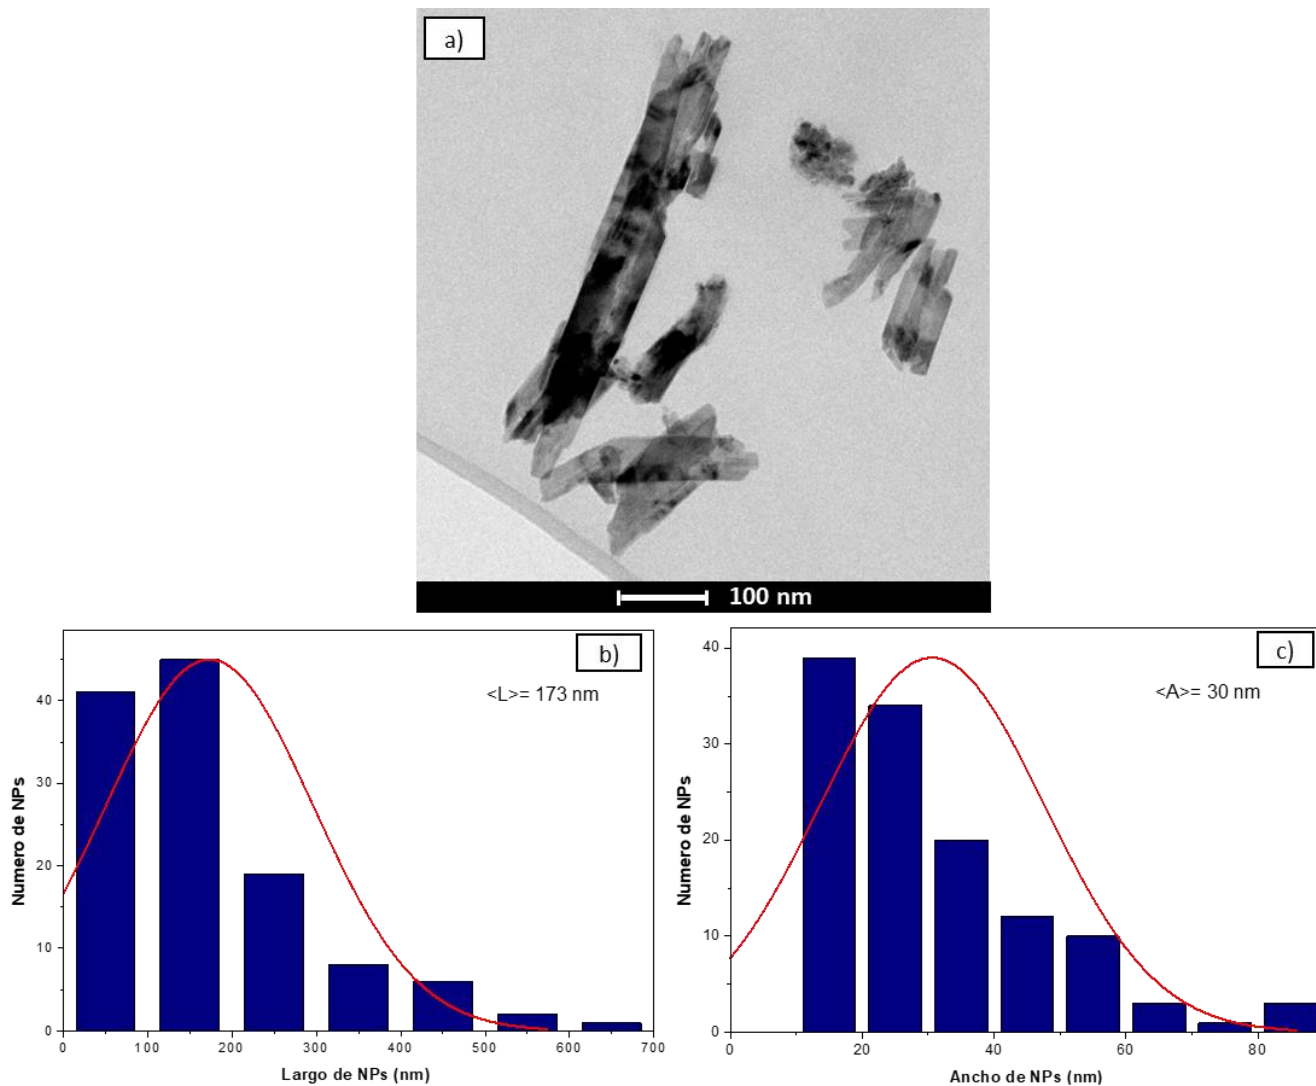 a)
100 nm
b)
<L>= 173 nm
Numero de NPs
40
30
20
10
0
0 100 200 300 400 500 600 700
Largo de NPs (nm)
c)
<A>= 30 nm
Numero de NPs
40
30
20
10
0
0 20 40 60 80
Ancho de NPs (nm)